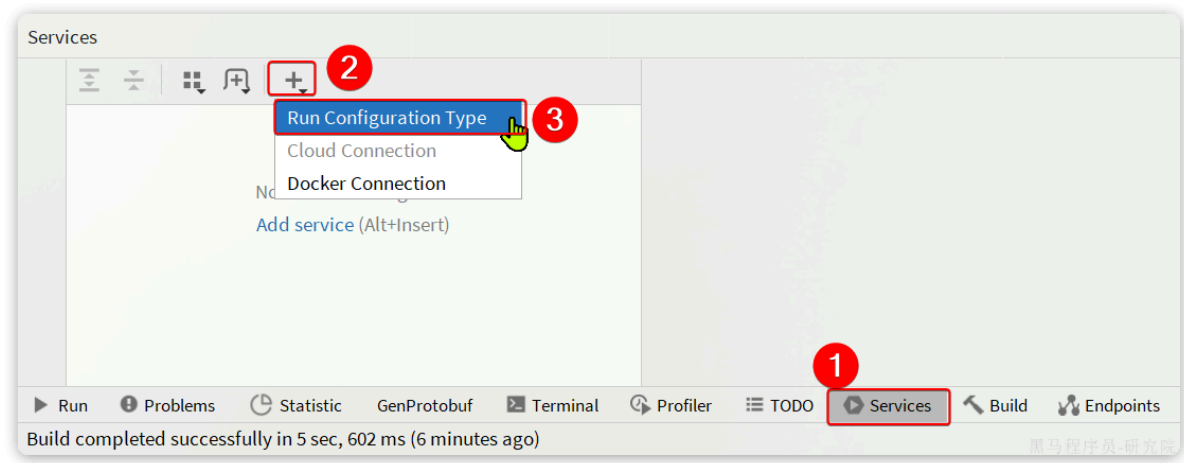 Services
2
Run Configuration Type
3
Cloud Connection
Docker Connection
Add service (Alt+Insert)
1
Run Problems Statistic GenProtobuf Terminal Profiler TODO Services Build Endpoints
Build completed successfully in 5 sec, 602 ms (6 minutes ago)
黑马程序员-研究院